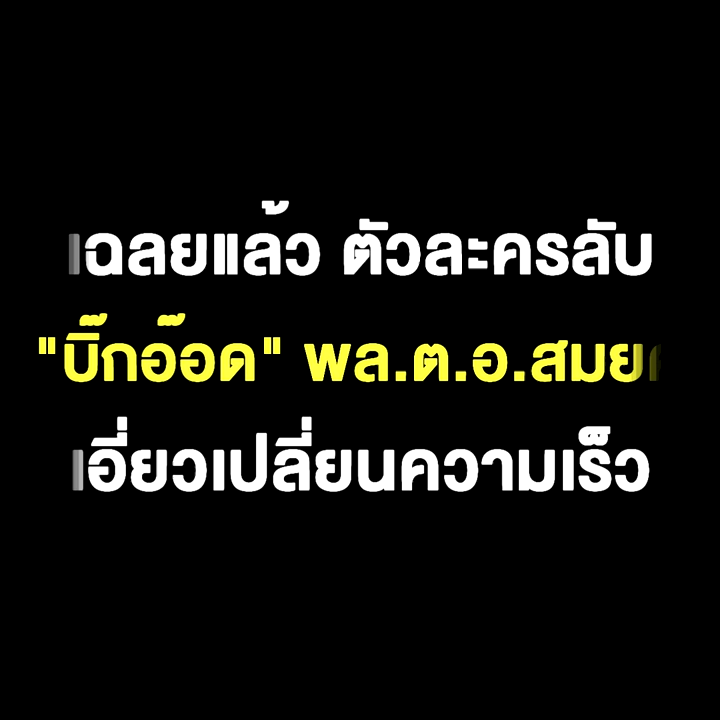 เฉลยแล้ว ตัวละครลับ
"บิ๊กอ๊อด" พล.ต.อ.สมยศ
เอี่ยวเปลี่ยนความเร็ว